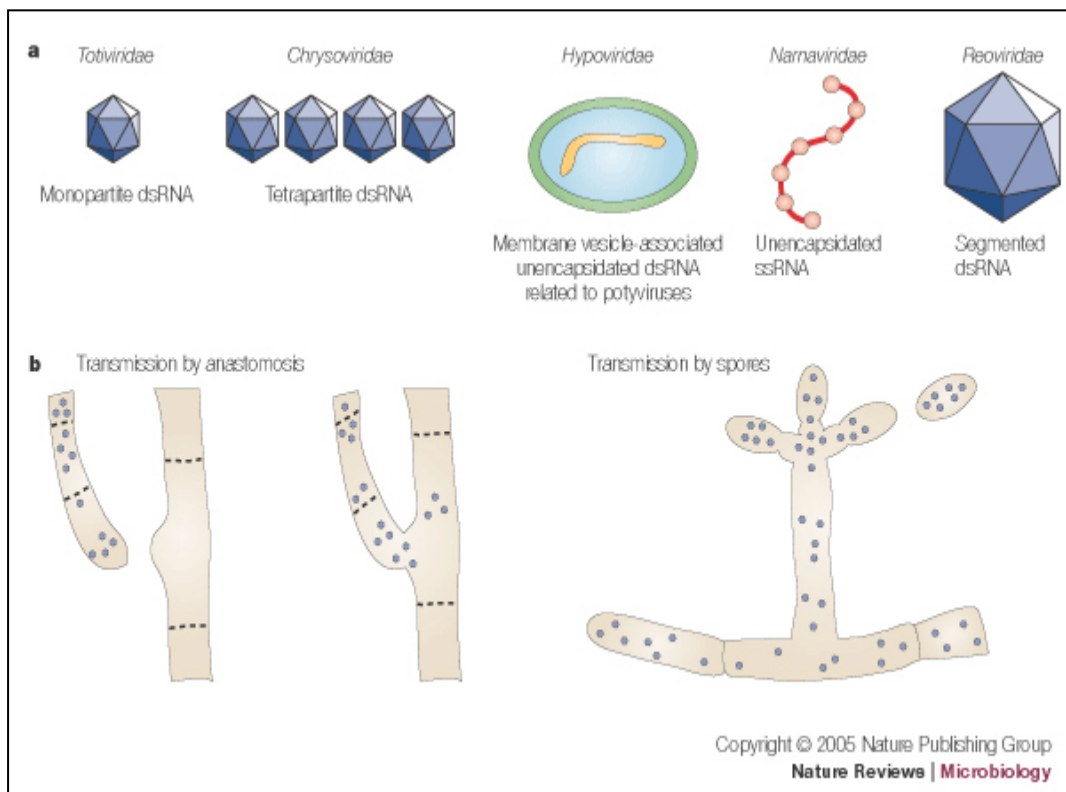 a
Totiviridae
Chrysoviridae
Hypoviridae
Narnaviridae
Reoviridae
Monopartite dsRNA
Tetrapartite dsRNA
Membrane vesicle-associated
unencapsidated dsRNA
related to potyviruses
Unencapsidated
ssRNA
Segmented
dsRNA
b
Transmission by anastomosis
Transmission by spores
Copyright © 2005 Nature Publishing Group
Nature Reviews | Microbiology